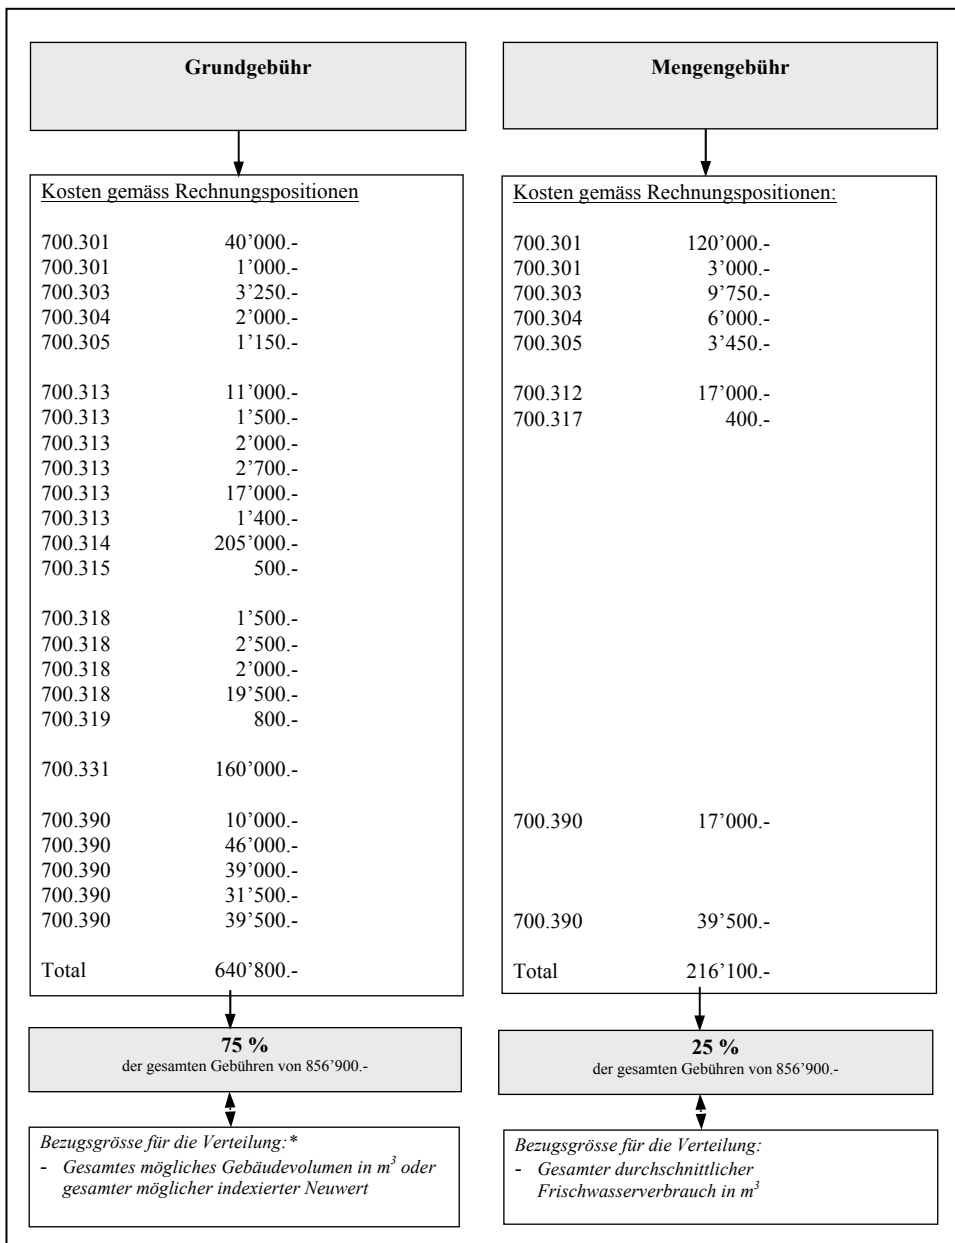 Grundgebühr
Kosten gemäss Rechnungspositionen
700.301 40’000.-
700.301 1’000.-
700.303 3’250.-
700.304 2’000.-
700.305 1’150.-
700.313 11’000.-
700.313 1’500.-
700.313 2’000.-
700.313 2’700.-
700.313 17’000.-
700.313 1’400.-
700.314 205’000.-
700.315 500.-
700.318 1’500.-
700.318 2’500.-
700.318 2’000.-
700.318 19’500.-
700.319 800.-
700.331 160’000.-
700.390 10’000.-
700.390 46’000.-
700.390 39’000.-
700.390 31’500.-
700.390 39’500.-
Total 640’800.-
75 %
der gesamten Gebühren von 856’900.-
Bezugsgrösse für die Verteilung:*
- Gesamtes mögliches Gebäudevolumen in m³ oder
gesamter möglicher indexierter Neuwert
Mengengebühr
Kosten gemäss Rechnungspositionen:
700.301 120’000.-
700.301 3’000.-
700.303 9’750.-
700.304 6’000.-
700.305 3’450.-
700.312 17’000.-
700.317 400.-
700.390 17’000.-
700.390 39’500.-
Total 216’100.-
25 %
der gesamten Gebühren von 856’900.-
Bezugsgrösse für die Verteilung:
- Gesamter durchschnittlicher
Frischwasserverbrauch in m³